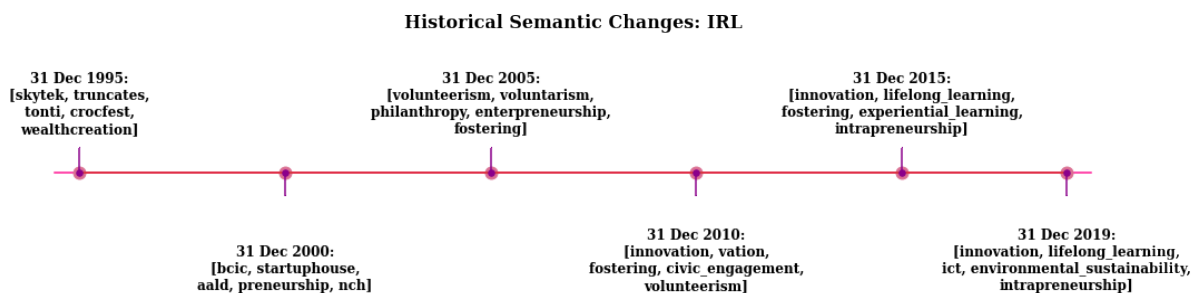 Historical Semantic Changes: IRL
31 Dec 1995:
[skytek, truncates,
tonti, crocfest,
wealthcreation]
31 Dec 2005:
[volunteerism, voluntarism,
philanthropy, enterpreneurship,
fostering]
31 Dec 2015:
[innovation, lifelong_learning,
fostering, experiential_learning,
intrapreneurship]
31 Dec 2000:
[bcic, startuphouse,
aald, preneurship, nch]
31 Dec 2010:
[innovation, vation,
fostering, civic_engagement,
volunteerism]
31 Dec 2019:
[innovation, lifelong_learning,
ict, environmental_sustainability,
intrapreneurship]